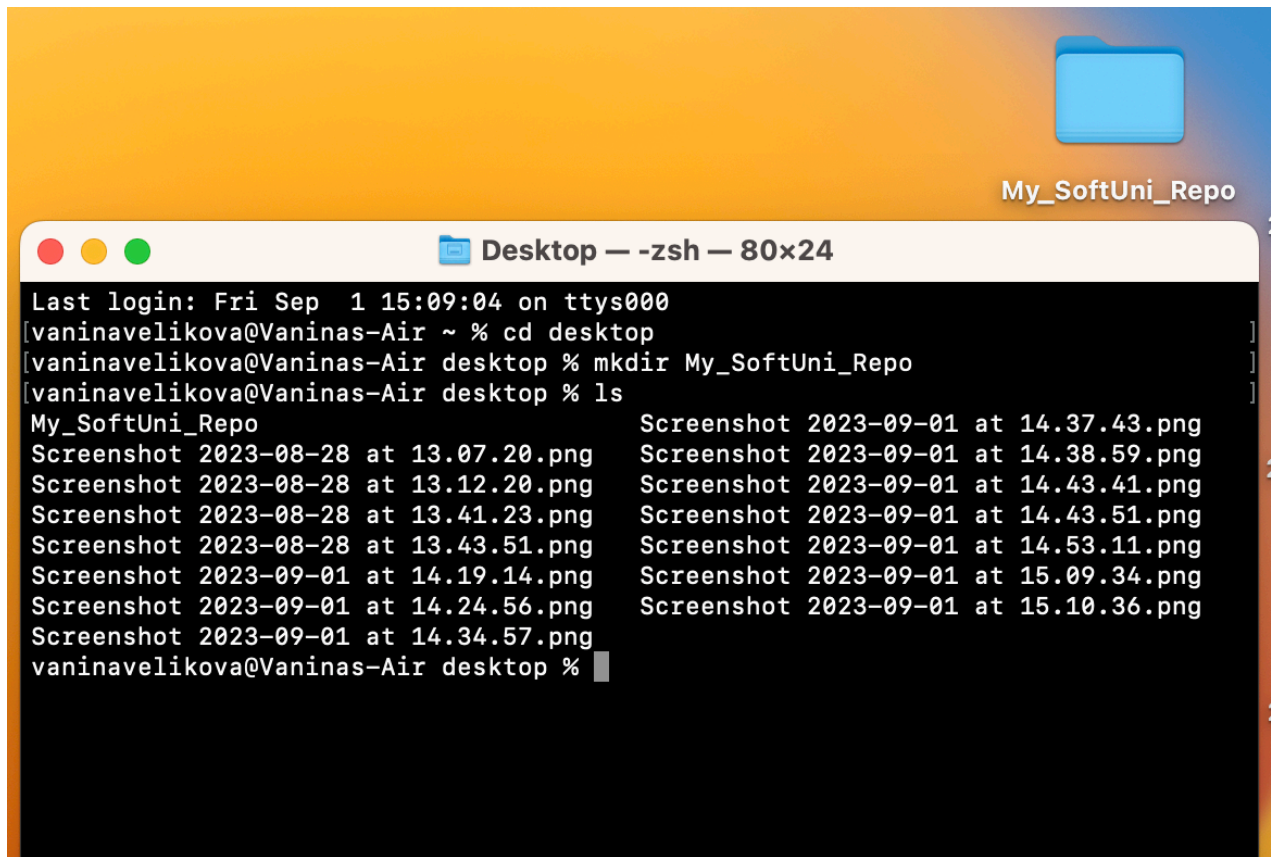 My_SoftUni_Repo
Desktop — -zsh — 80×24
Last login: Fri Sep  1 15:09:04 on ttys000
[vaninavelikova@Vaninas-Air ~ % cd desktop ]
[vaninavelikova@Vaninas-Air desktop % mkdir My_SoftUni_Repo ]
[vaninavelikova@Vaninas-Air desktop % ls ]
My_SoftUni_Repo Screenshot 2023-09-01 at 14.37.43.png
Screenshot 2023-08-28 at 13.07.20.png Screenshot 2023-09-01 at 14.38.59.png
Screenshot 2023-08-28 at 13.12.20.png Screenshot 2023-09-01 at 14.43.41.png
Screenshot 2023-08-28 at 13.41.23.png Screenshot 2023-09-01 at 14.43.51.png
Screenshot 2023-08-28 at 13.43.51.png Screenshot 2023-09-01 at 14.53.11.png
Screenshot 2023-09-01 at 14.19.14.png Screenshot 2023-09-01 at 15.09.34.png
Screenshot 2023-09-01 at 14.24.56.png Screenshot 2023-09-01 at 15.10.36.png
Screenshot 2023-09-01 at 14.34.57.png
vaninavelikova@Vaninas-Air desktop %